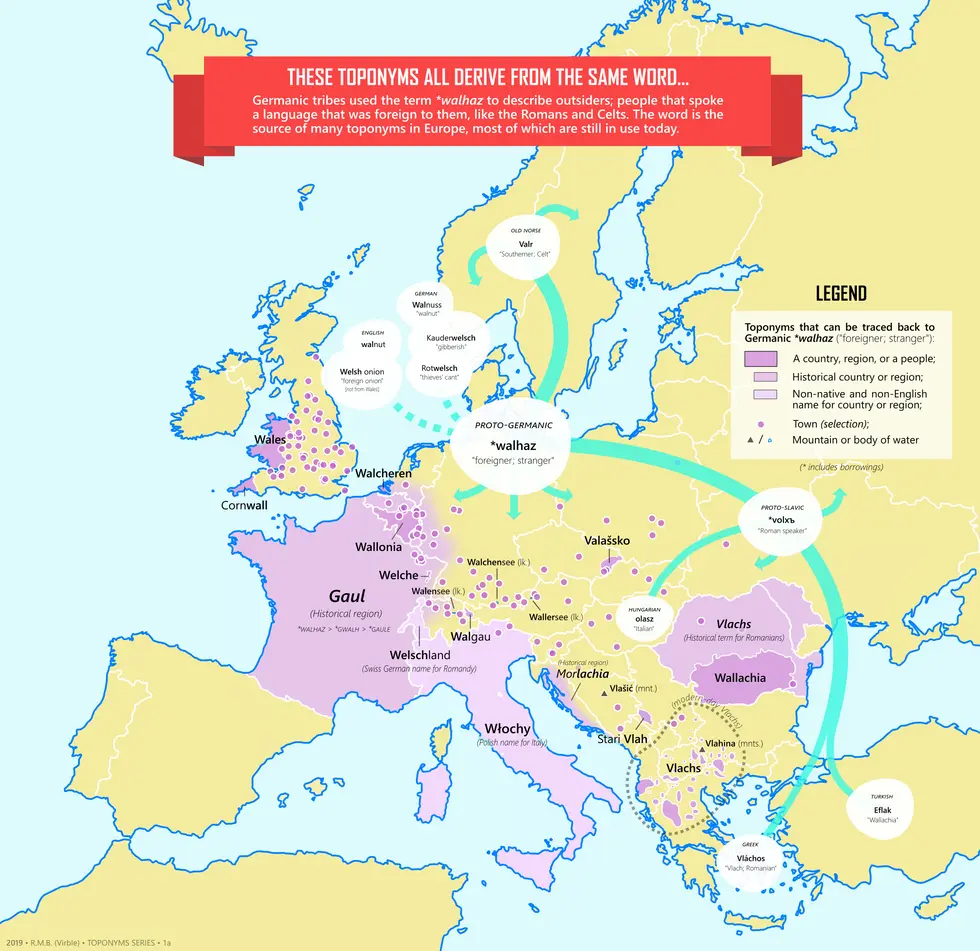 THESE TOPONYMS ALL DERIVE FROM THE SAME WORD...
Germanic tribes used the term *walhaz to describe outsiders; people that spoke
a language that was foreign to them, like the Romans and Celts. The word is the
source of many toponyms in Europe, most of which are still in use today.
OLD NORSE
Valr
"Southerner; Celt"
GERMAN
Walnuss
"walnut"
ENGLISH
walnut
Kauderwelsch
"gibberish"
Welsh onion
"foreign onion"
[not from Wales]
Rotwelsch
"thieves' cant"
LEGEND
Toponyms that can be traced back to
Germanic *walhaz ("foreigner; stranger"):
A country, region, or a people;
Historical country or region;
Non-native and non-English
name for country or region;
Town (selection);
/
Mountain or body of water
(* includes borrowings)
PROTO-GERMANIC
*walhaz
"foreigner; stranger"
Wales
Cornwall
Walcheren
Wallonia
Welche
Gaul
(Historical region)
*WALHAZ > *GWALH > *GAULE
Walchensee (lk.)
Walensee (lk.)
Wallersee (lk.)
Walgau
Welschland
(Swiss German name for Romandy)
Valašsko
PROTO-SLAVIC
*volxъ
"Roman speaker"
HUNGARIAN
olasz
"Italian"
Vlachs
(Historical term for Romanians)
Wallachia
(Historical region)
Morlachia
Vlašić (mnt.)
(modern-day Vlachs)
Stari Vlah
Vlahina (mnts.)
Vlachs
Włochy
(Polish name for Italy)
TURKISH
Eflak
"Wallachia"
GREEK
Vláchos
"Vlach; Romanian"
2019 • R.M.B. (Virble) • TOPONYMS SERIES • 1a